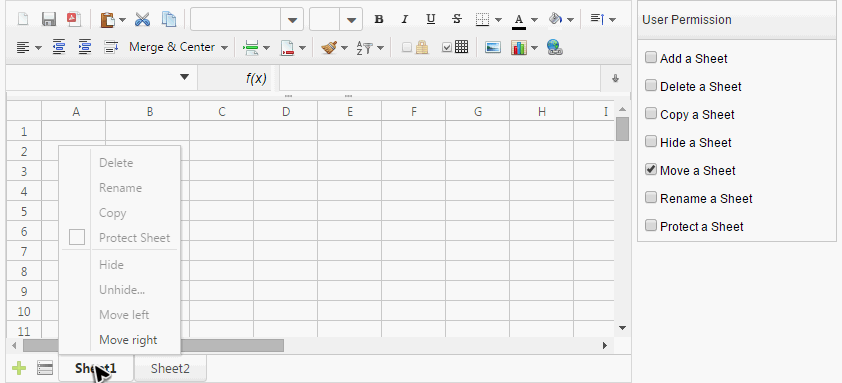 B I U S
Merge & Center
A
Z
f(x)
A B C D E F G H I
1
2
3
4
5
6
7
8
9
10
11
Delete
Rename
Copy
Protect Sheet
Hide
Unhide...
Move left
Move right
Sheet1 Sheet2
User Permission
Add a Sheet
Delete a Sheet
Copy a Sheet
Hide a Sheet
Move a Sheet
Rename a Sheet
Protect a Sheet